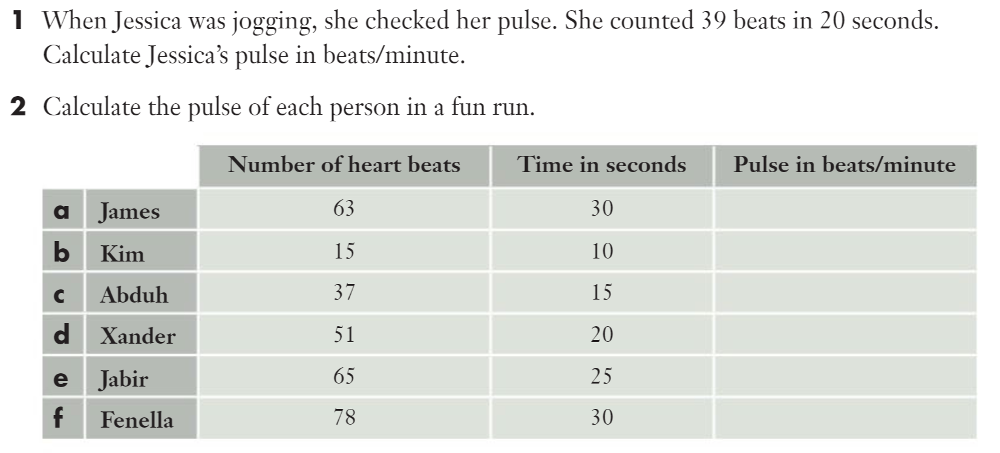 1 When Jessica was jogging, she checked her pulse. She counted 39 beats in 20 seconds.
Calculate Jessica’s pulse in beats/minute.
2 Calculate the pulse of each person in a fun run.
Number of heart beats Time in seconds Pulse in beats/minute
a James 63 30
b Kim 15 10
c Abduh 37 15
d Xander 51 20
e Jabir 65 25
f Fenella 78 30